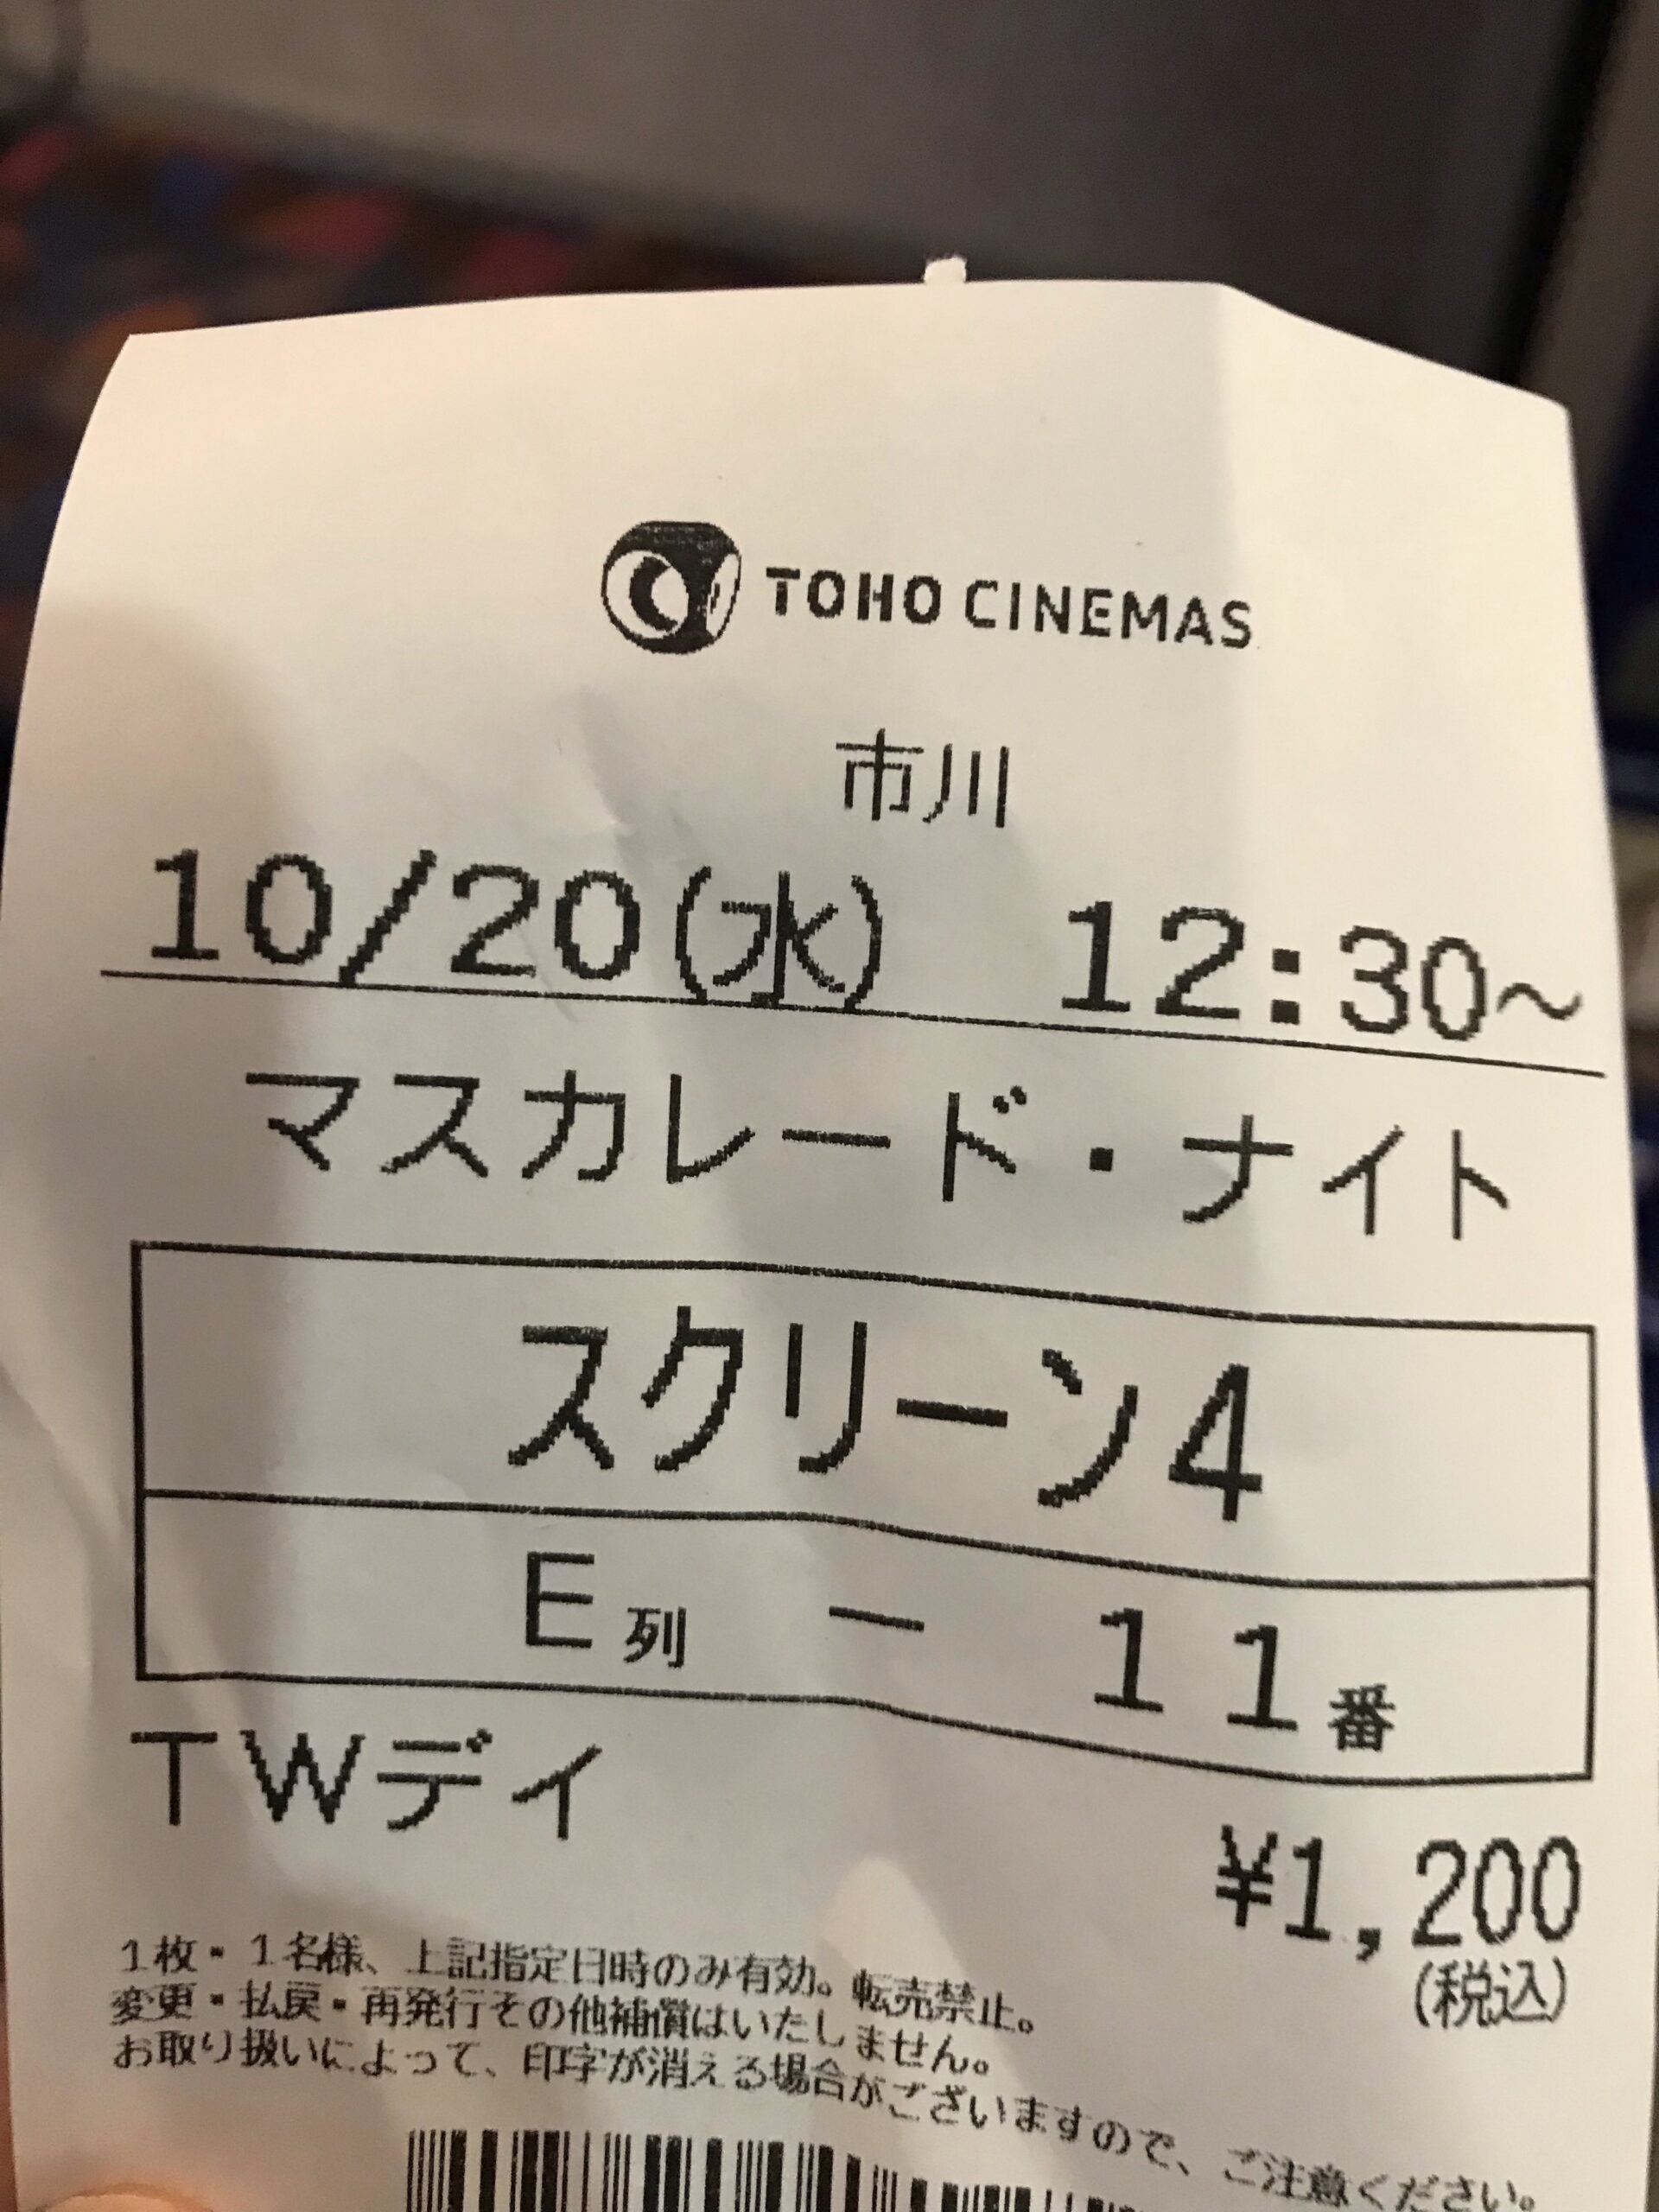 TOHO CINEMAS
市川
10/20(水) 12:30～
マスカレード・ナイト
スクリーン4
E列 － 11番
TWデイ
¥1,200
(税込)
1枚・1名様、上記指定日時のみ有効。転売禁止。
変更・払戻・再発行その他補償はいたしません。
お取り扱いによって、印字が消える場合がございますので、ご注意ください。